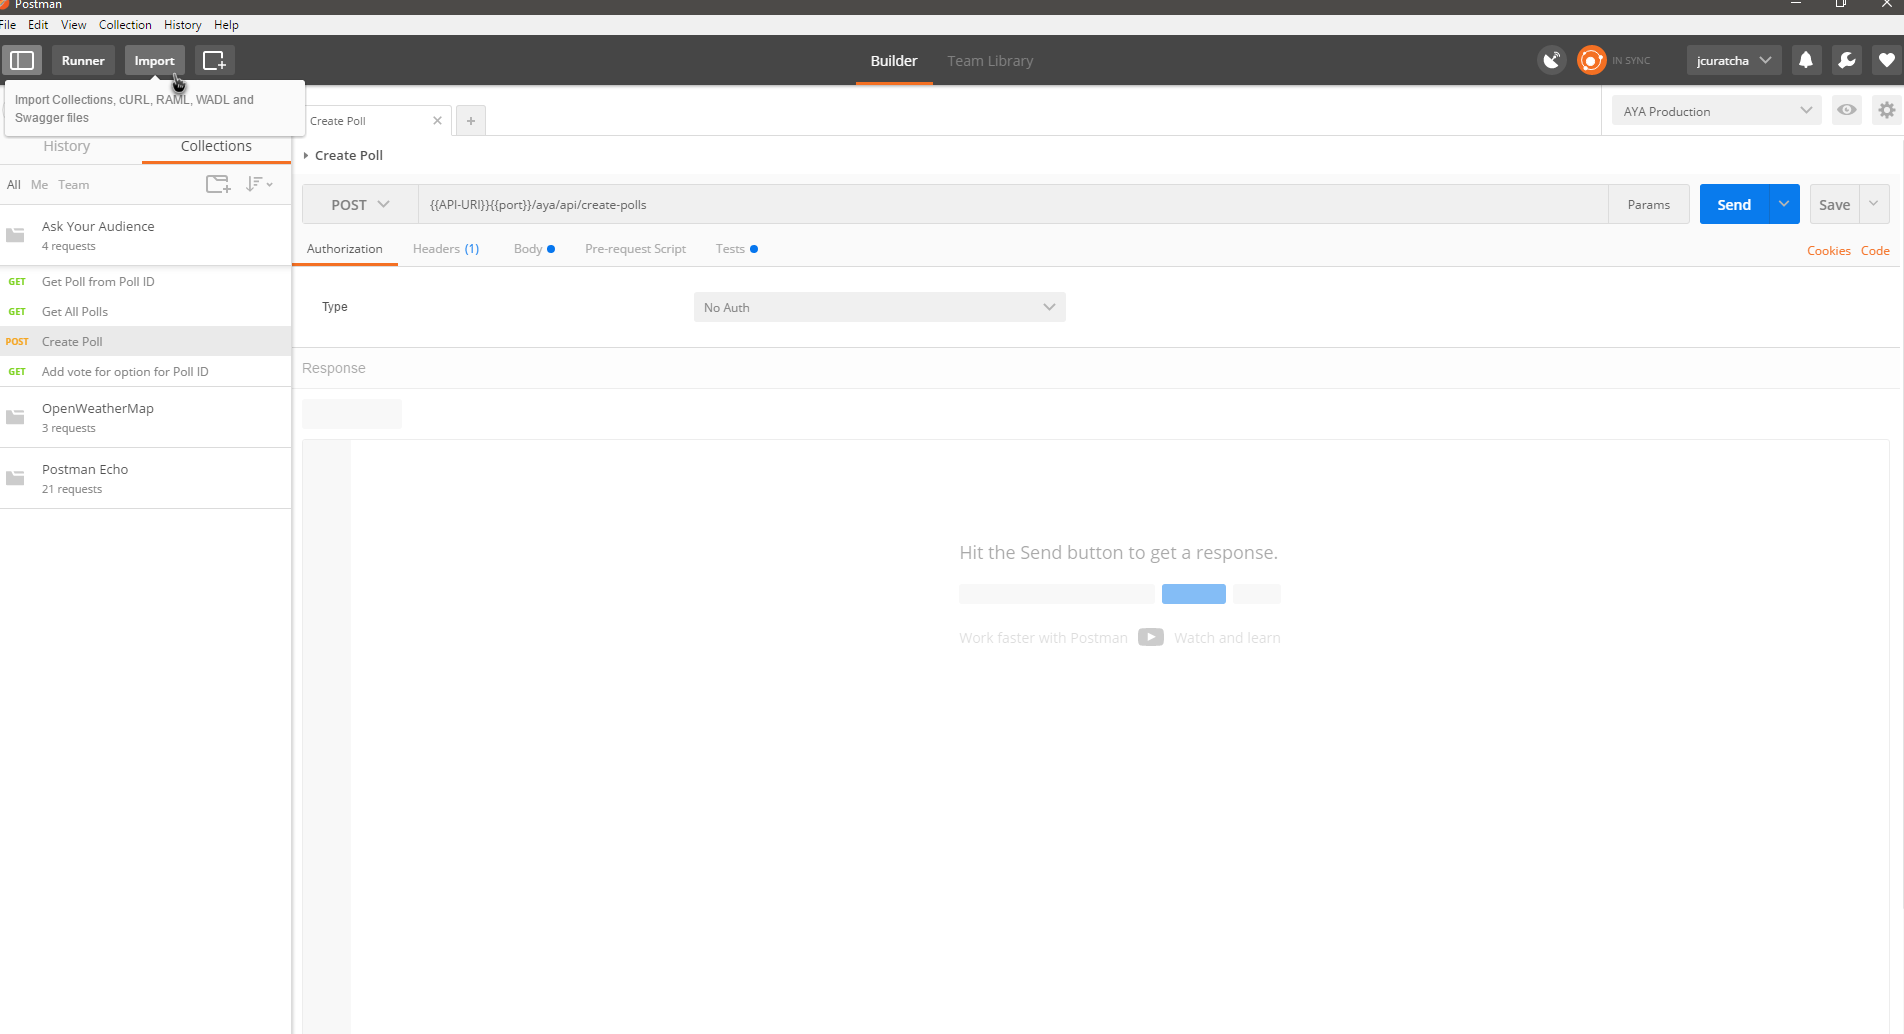 Postman
File Edit View Collection History Help
Runner Import Builder Team Library IN SYNC jcuratcha
Import Collections, cURL, RAML, WADL and
Swagger files
Create Poll
AYA Production
History Collections
Create Poll
All Me Team
POST {{API-URI}}{{port}}/aya/api/create-polls Params Send Save
Ask Your Audience
4 requests
Authorization Headers (1) Body Pre-request Script Tests Cookies Code
GET Get Poll from Poll ID
GET Get All Polls
POST Create Poll
GET Add vote for option for Poll ID
Type No Auth
Response
OpenWeatherMap
3 requests
Postman Echo
21 requests
Hit the Send button to get a response.
Work faster with Postman Watch and learn